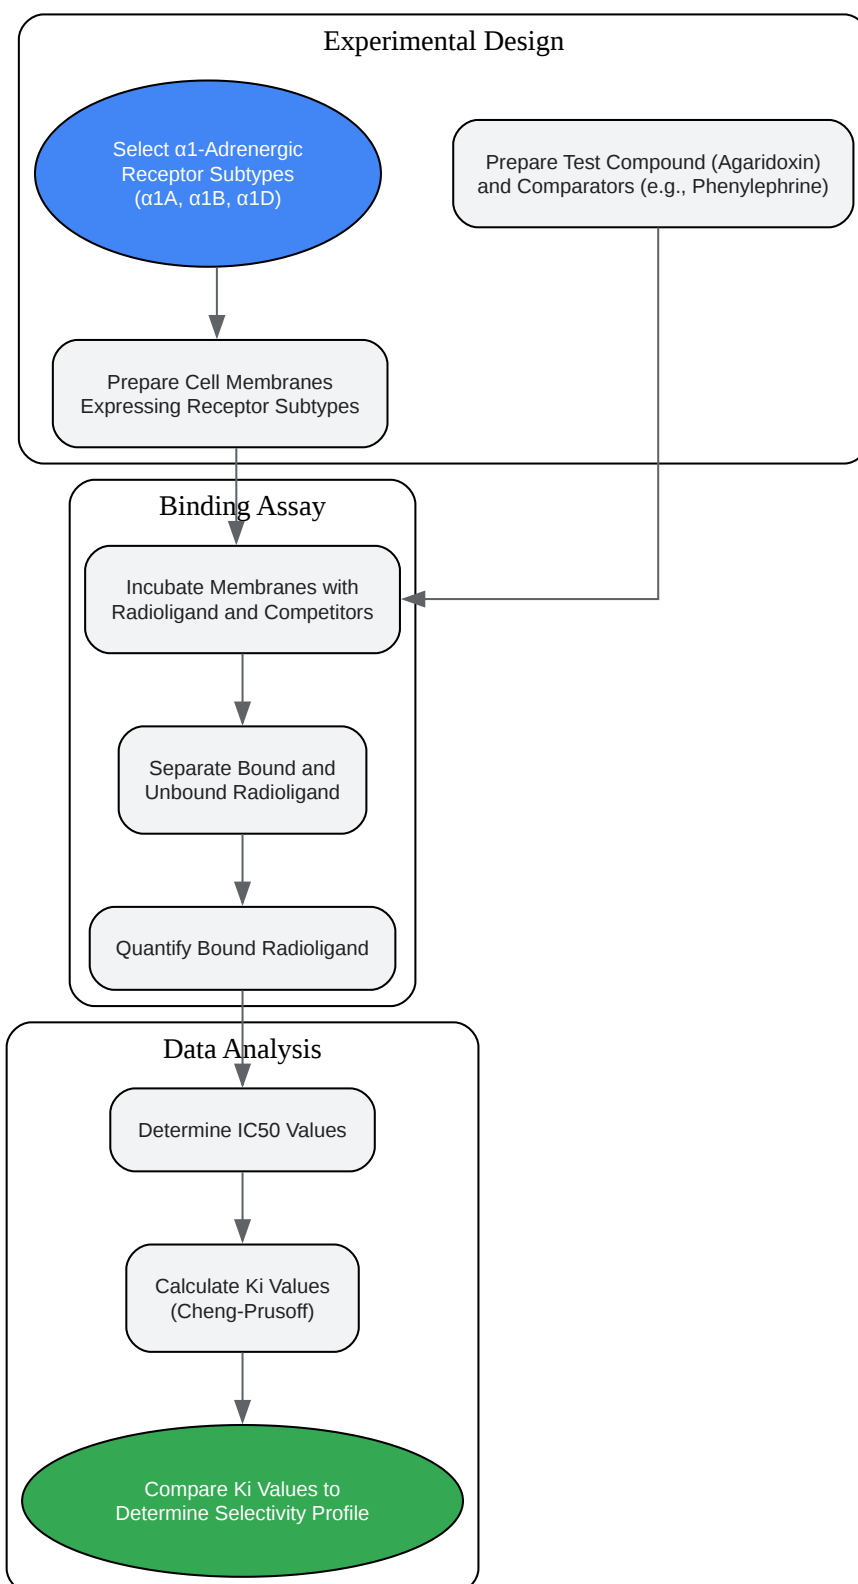 Experimental Design
Select α1-Adrenergic
Receptor Subtypes
(α1A, α1B, α1D)
Prepare Test Compound (Agaridoxin)
and Comparators (e.g., Phenylephrine)
Prepare Cell Membranes
Expressing Receptor Subtypes
Binding Assay
Incubate Membranes with
Radioligand and Competitors
Separate Bound and
Unbound Radioligand
Quantify Bound Radioligand
Data Analysis
Determine IC50 Values
Calculate Ki Values
(Cheng-Prusoff)
Compare Ki Values to
Determine Selectivity Profile